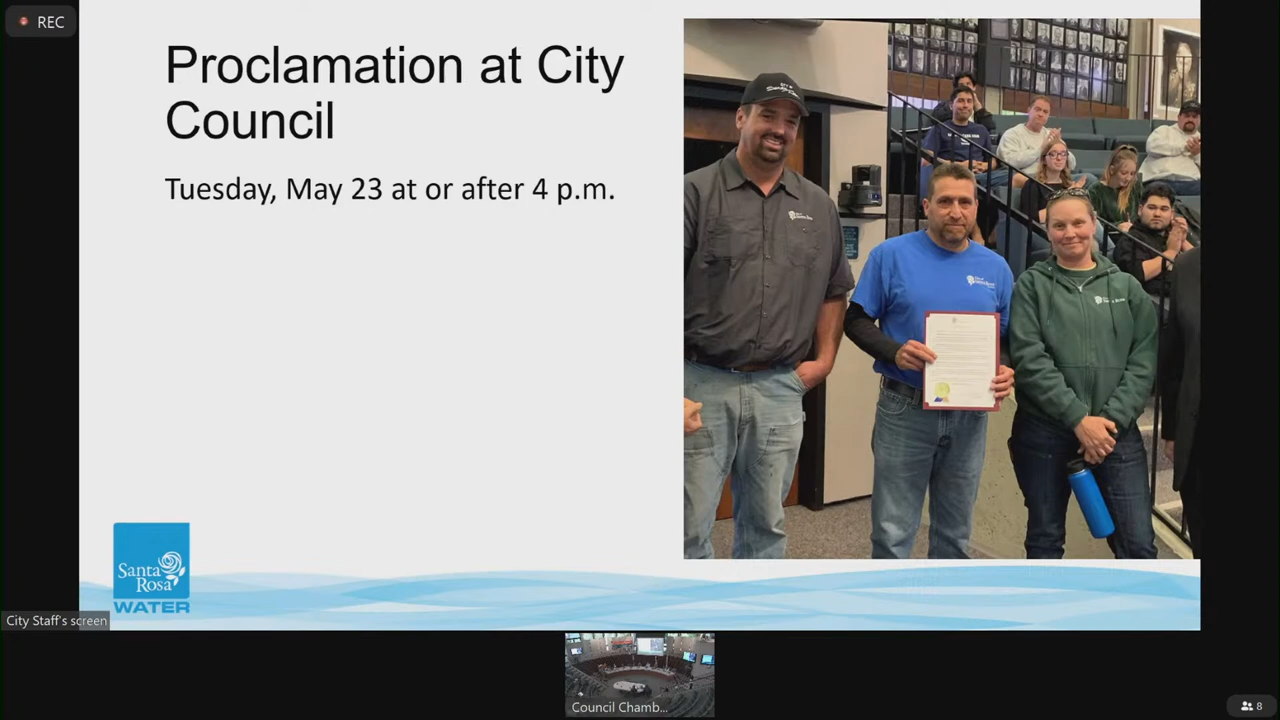 REC
Proclamation at City
Council
Tuesday, May 23 at or after 4 p.m.
Santa
Rosa
WATER
City Staff's screen
Council Chamb...
8